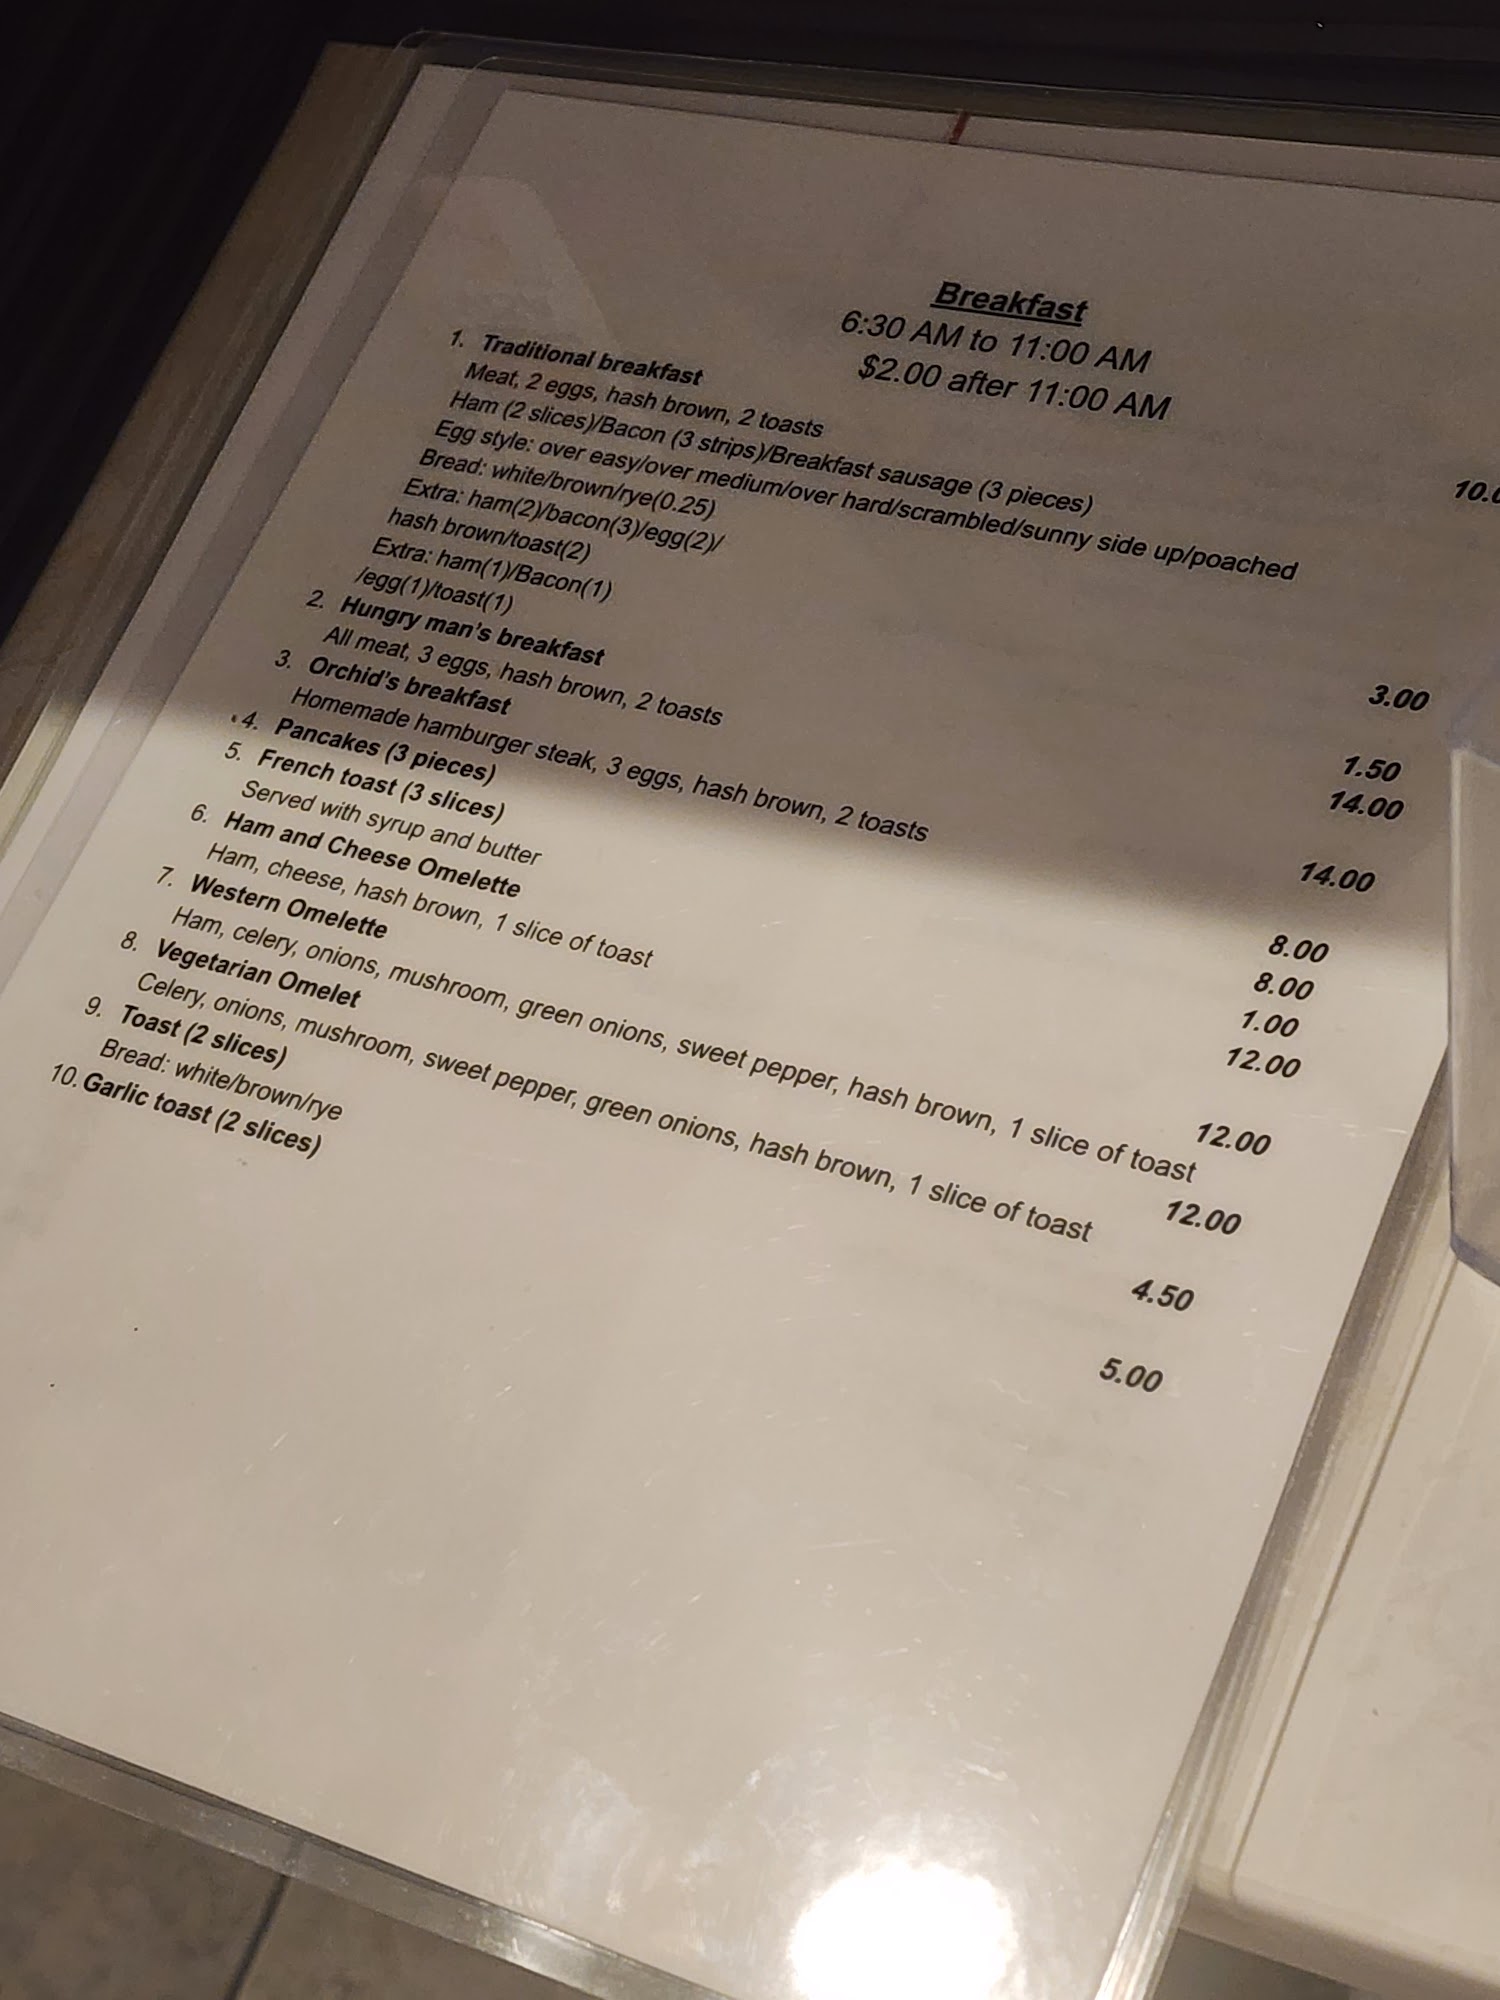 Breakfast
6:30 AM to 11:00 AM
$2.00 after 11:00 AM
1. Traditional breakfast 10.0
Meat, 2 eggs, hash brown, 2 toasts
Ham (2 slices)/Bacon (3 strips)/Breakfast sausage (3 pieces)
Egg style: over easy/over medium/over hard/scrambled/sunny side up/poached
Bread: white/brown/rye(0.25)
Extra: ham(2)/bacon(3)/egg(2)/
hash brown/toast(2) 3.00
Extra: ham(1)/Bacon(1)
/egg(1)/toast(1) 1.50
2. Hungry man's breakfast 14.00
All meat, 3 eggs, hash brown, 2 toasts
3. Orchid's breakfast 14.00
Homemade hamburger steak, 3 eggs, hash brown, 2 toasts
4. Pancakes (3 pieces) 8.00
5. French toast (3 slices) 8.00
Served with syrup and butter 1.00
6. Ham and Cheese Omelette 12.00
Ham, cheese, hash brown, 1 slice of toast
7. Western Omelette 12.00
Ham, celery, onions, mushroom, green onions, sweet pepper, hash brown, 1 slice of toast
8. Vegetarian Omelet 12.00
Celery, onions, mushroom, sweet pepper, green onions, hash brown, 1 slice of toast
9. Toast (2 slices) 4.50
Bread: white/brown/rye
10. Garlic toast (2 slices) 5.00